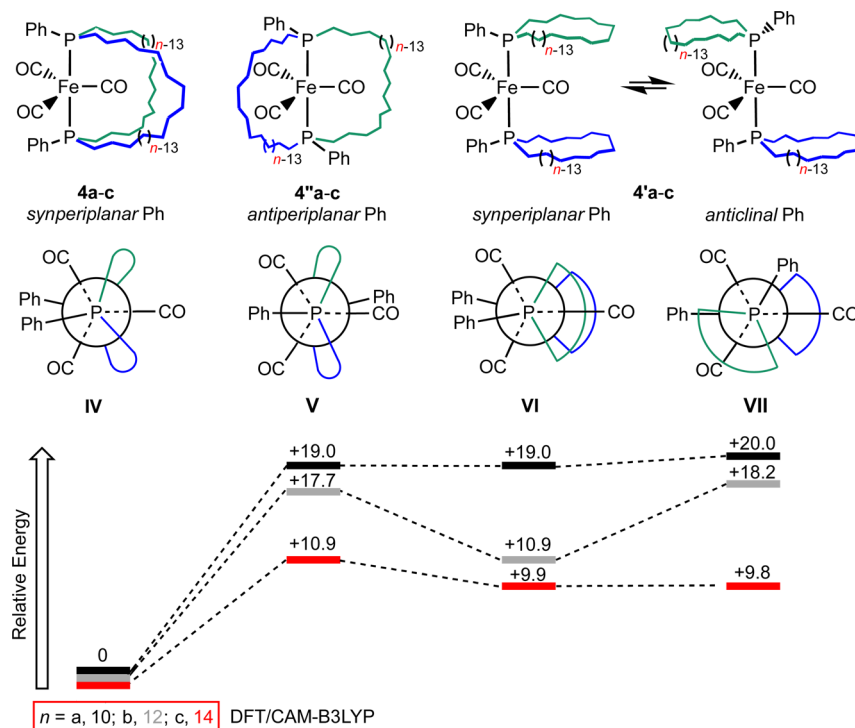 Ph P ( ) n-13
OC Fe CO
OC
Ph P ( ) n-13
4a-c
synperiplanar Ph
Ph P ( ) n-13
OC Fe CO
OC
( ) n-13 P Ph
4"a-c
antiperiplanar Ph
Ph P ( ) n-13
OC Fe CO
OC
Ph P ( ) n-13
synperiplanar Ph
4'a-c
( ) n-13 P Ph
OC Fe CO
OC
Ph P ( ) n-13
anticlinal Ph
CO
Ph P CO
Ph
OC
IV
CO
Ph P Ph
CO
OC
V
OC
Ph P CO
Ph
OC
VI
Ph
Ph P CO
OC
VII
Relative Energy
0
+19.0 +19.0 +20.0
+17.7 +10.9 +18.2
+10.9 +9.9 +9.8
n = a, 10; b, 12; c, 14 DFT/CAM-B3LYP